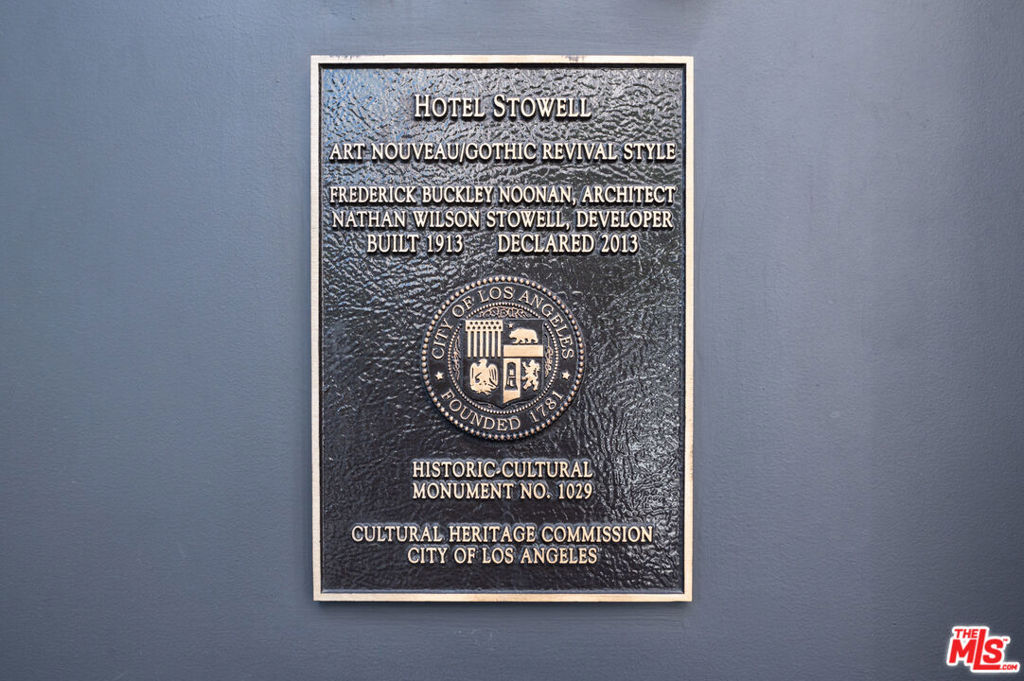 HOTEL STOWELL
ART NOUVEAU/GOTHIC REVIVAL STYLE
FREDERICK BUCKLEY NOONAN, ARCHITECT
NATHAN WILSON STOWELL, DEVELOPER
BUILT 1913 DECLARED 2013
CITY OF LOS ANGELES
FOUNDED 1781
HISTORIC-CULTURAL
MONUMENT NO. 1029
CULTURAL HERITAGE COMMISSION
CITY OF LOS ANGELES
THE
MLS™
.COM